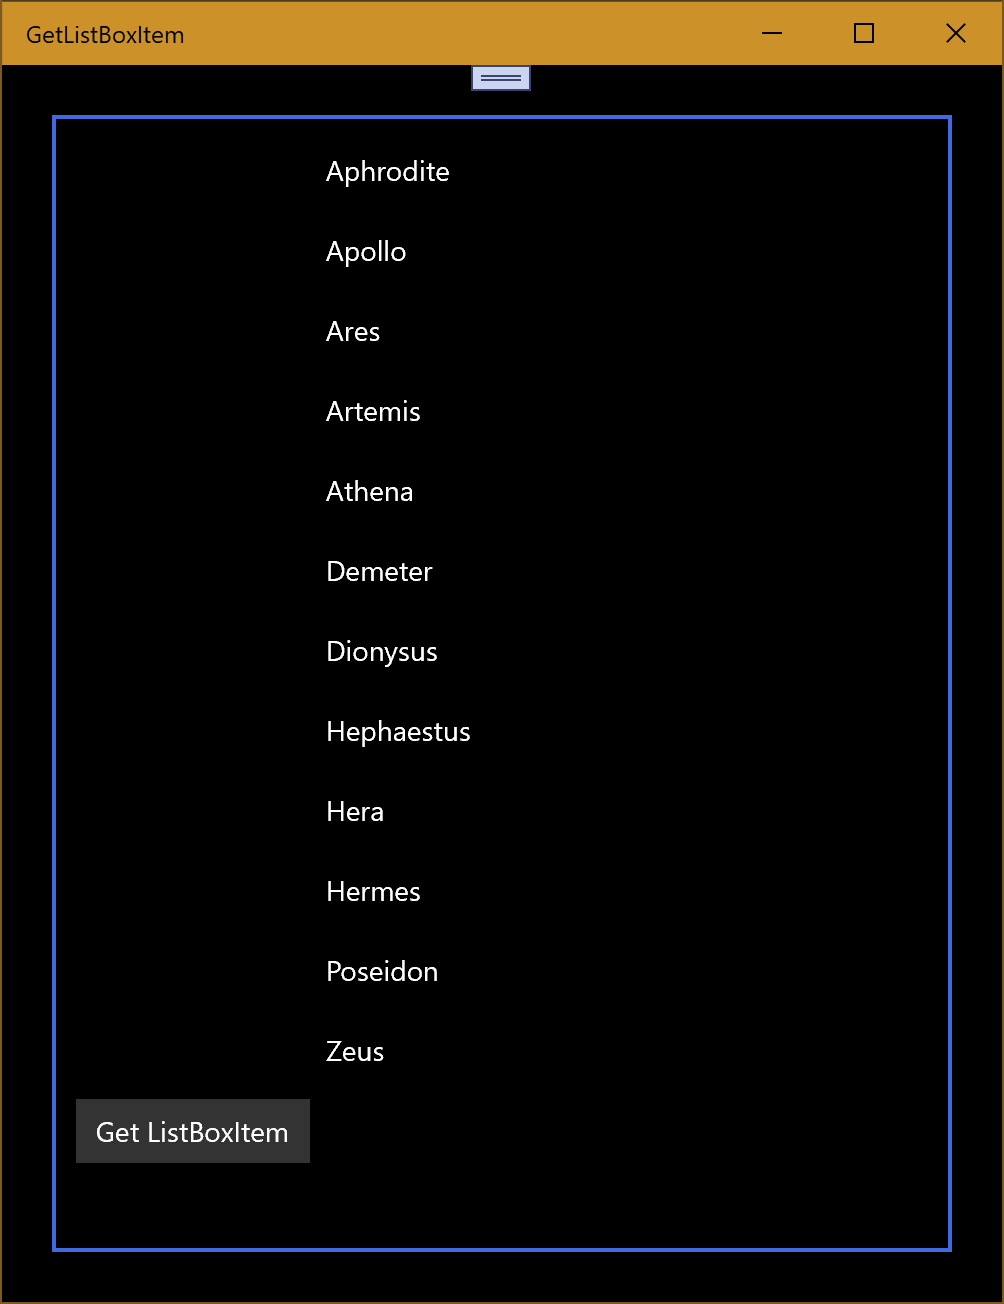 GetListBoxItem
Aphrodite
Apollo
Ares
Artemis
Athena
Demeter
Dionysus
Hephaestus
Hera
Hermes
Poseidon
Zeus
Get ListBoxItem